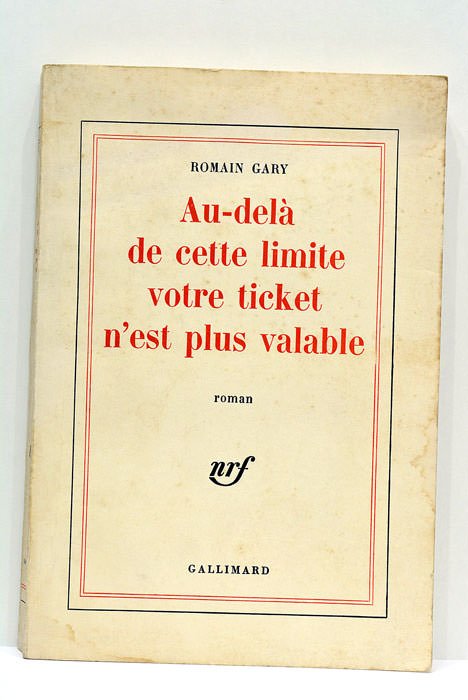 ROMAIN GARY
Au-delà
de cette limite
votre ticket
n'est plus valable
roman
nrf
GALLIMARD